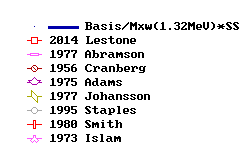 Basis/Mxw(1.32MeV)*SS
2014 Lestone
1977 Abramson
1956 Cranberg
1975 Adams
1977 Johansson
1995 Staples
1980 Smith
1973 Islam